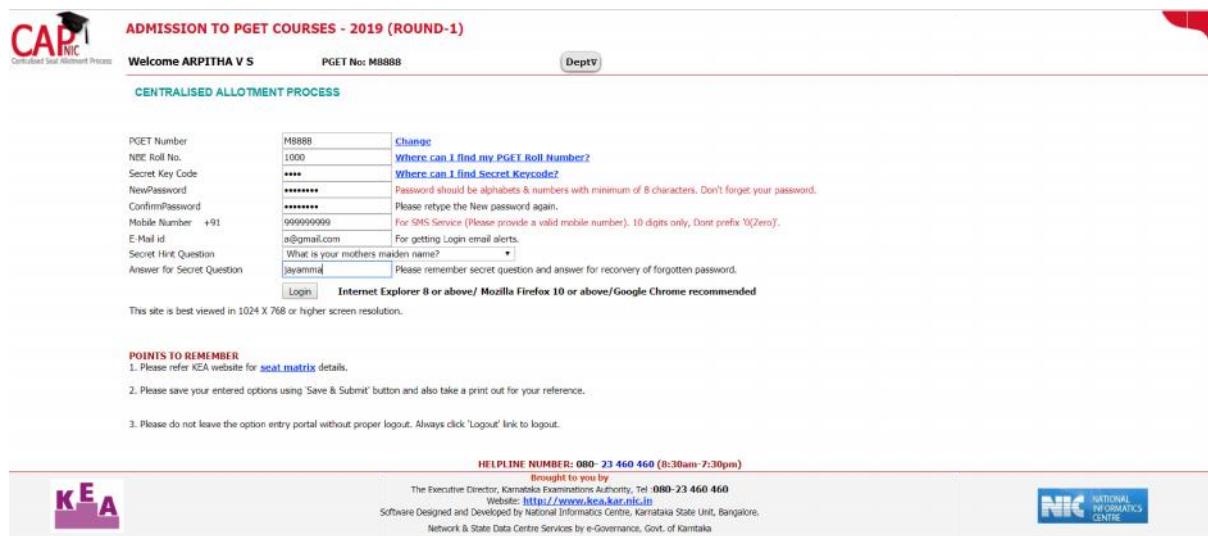 CAP NIC
Centralised Seat Allotment Process
ADMISSION TO PGET COURSES - 2019 (ROUND-1)
Welcome ARPITHA V S PGET No: M8888 Dept∇
CENTRALISED ALLOTMENT PROCESS
PGET Number M8888 Change
NBE Roll No. 1000 Where can I find my PGET Roll Number?
Secret Key Code •••• Where can I find Secret Keycode?
NewPassword •••••••• Password should be alphabets & numbers with minimum of 8 characters. Don't forget your password.
ConfirmPassword •••••••• Please retype the New password again.
Mobile Number +91 999999999 For SMS Service (Please provide a valid mobile number). 10 digits only, Dont prefix '0(Zero)'.
E-Mail id a@gmail.com For getting Login email alerts.
Secret Hint Question What is your mothers maiden name?
Answer for Secret Question jayamma Please remember secret question and answer for recorvery of forgotten password.
Login Internet Explorer 8 or above/ Mozilla Firefox 10 or above/Google Chrome recommended
This site is best viewed in 1024 X 768 or higher screen resolution.
POINTS TO REMEMBER
1. Please refer KEA website for seat matrix details.
2. Please save your entered options using 'Save & Submit' button and also take a print out for your reference.
3. Please do not leave the option entry portal without proper logout. Always click 'Logout' link to logout.
HELPLINE NUMBER: 080- 23 460 460 (8:30am-7:30pm)
Brought to you by
The Executive Director, Karnataka Examinations Authority, Tel :080-23 460 460
Website: http://www.kea.kar.nic.in
Software Designed and Developed by National Informatics Centre, Karnataka State Unit, Bangalore.
Network & State Data Centre Services by e-Governance, Govt. of Karntaka
KEA
NIC NATIONAL INFORMATICS CENTRE